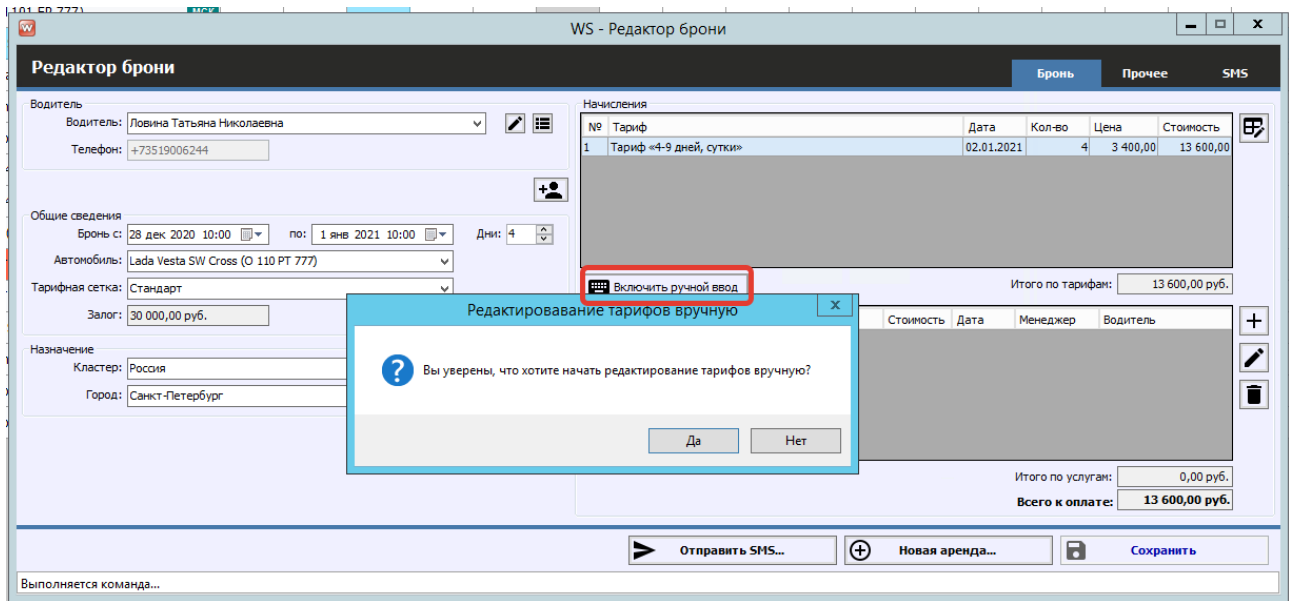 WS - Редактор брони
Редактор брони
Бронь Прочее SMS
Водитель
Водитель: Ловина Татьяна Николаевна
Телефон: +73519006244
Общие сведения
Бронь с: 28 дек 2020 10:00 по: 1 янв 2021 10:00 Дни: 4
Автомобиль: Lada Vesta SW Cross (О 110 РТ 777)
Тарифная сетка: Стандарт
Залог: 30 000,00 руб.
Назначение
Кластер: Россия
Город: Санкт-Петербург
Начисления
№ Тариф Дата Кол-во Цена Стоимость
1 Тариф «4-9 дней, сутки» 02.01.2021 4 3 400,00 13 600,00
Включить ручной ввод
Итого по тарифам: 13 600,00 руб.
Стоимость Дата Менеджер Водитель
Редактировавание тарифов вручную
x
Вы уверены, что хотите начать редактирование тарифов вручную?
Да Нет
Итого по услугам: 0,00 руб.
Всего к оплате: 13 600,00 руб.
Отправить SMS... Новая аренда... Сохранить
Выполняется команда...